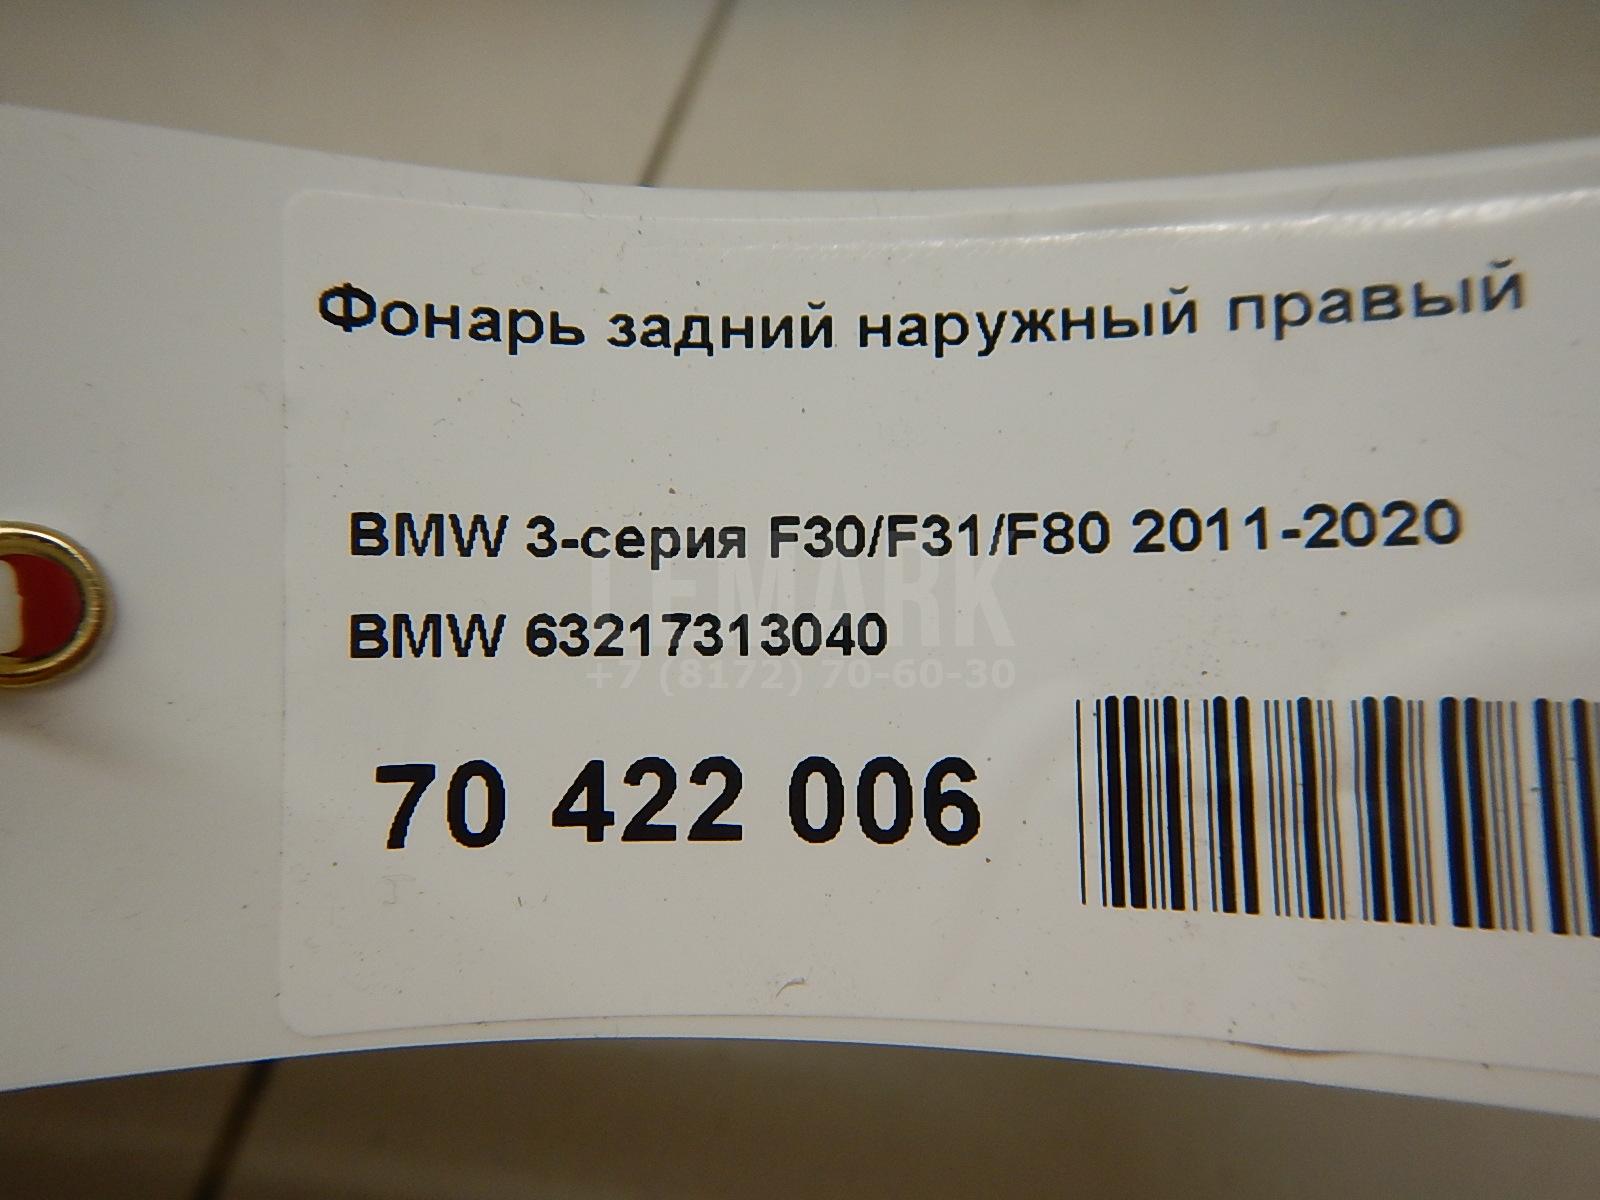 Фонарь задний наружный правый
BMW 3-серия F30/F31/F80 2011-2020
BMW 63217313040
LEMARK
+7 (8172) 70-60-30
70 422 006